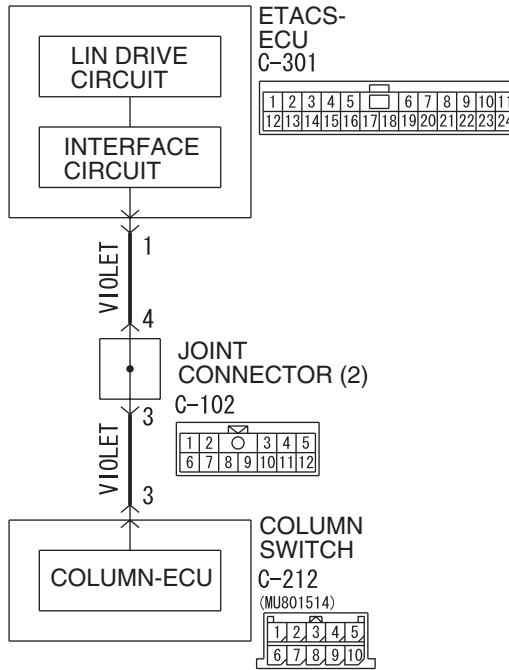 ETACS-
ECU
C-301
LIN DRIVE
CIRCUIT
1 2 3 4 5 6 7 8 9 10 11
12 13 14 15 16 17 18 19 20 21 22 23 24
INTERFACE
CIRCUIT
1
VIOLET
4
JOINT
CONNECTOR (2)
C-102
3
1 2 3 4 5
6 7 8 9 10 11 12
VIOLET
3
COLUMN
SWITCH
COLUMN-ECU
C-212
(MU801514)
1 2 3 4 5
6 7 8 9 10